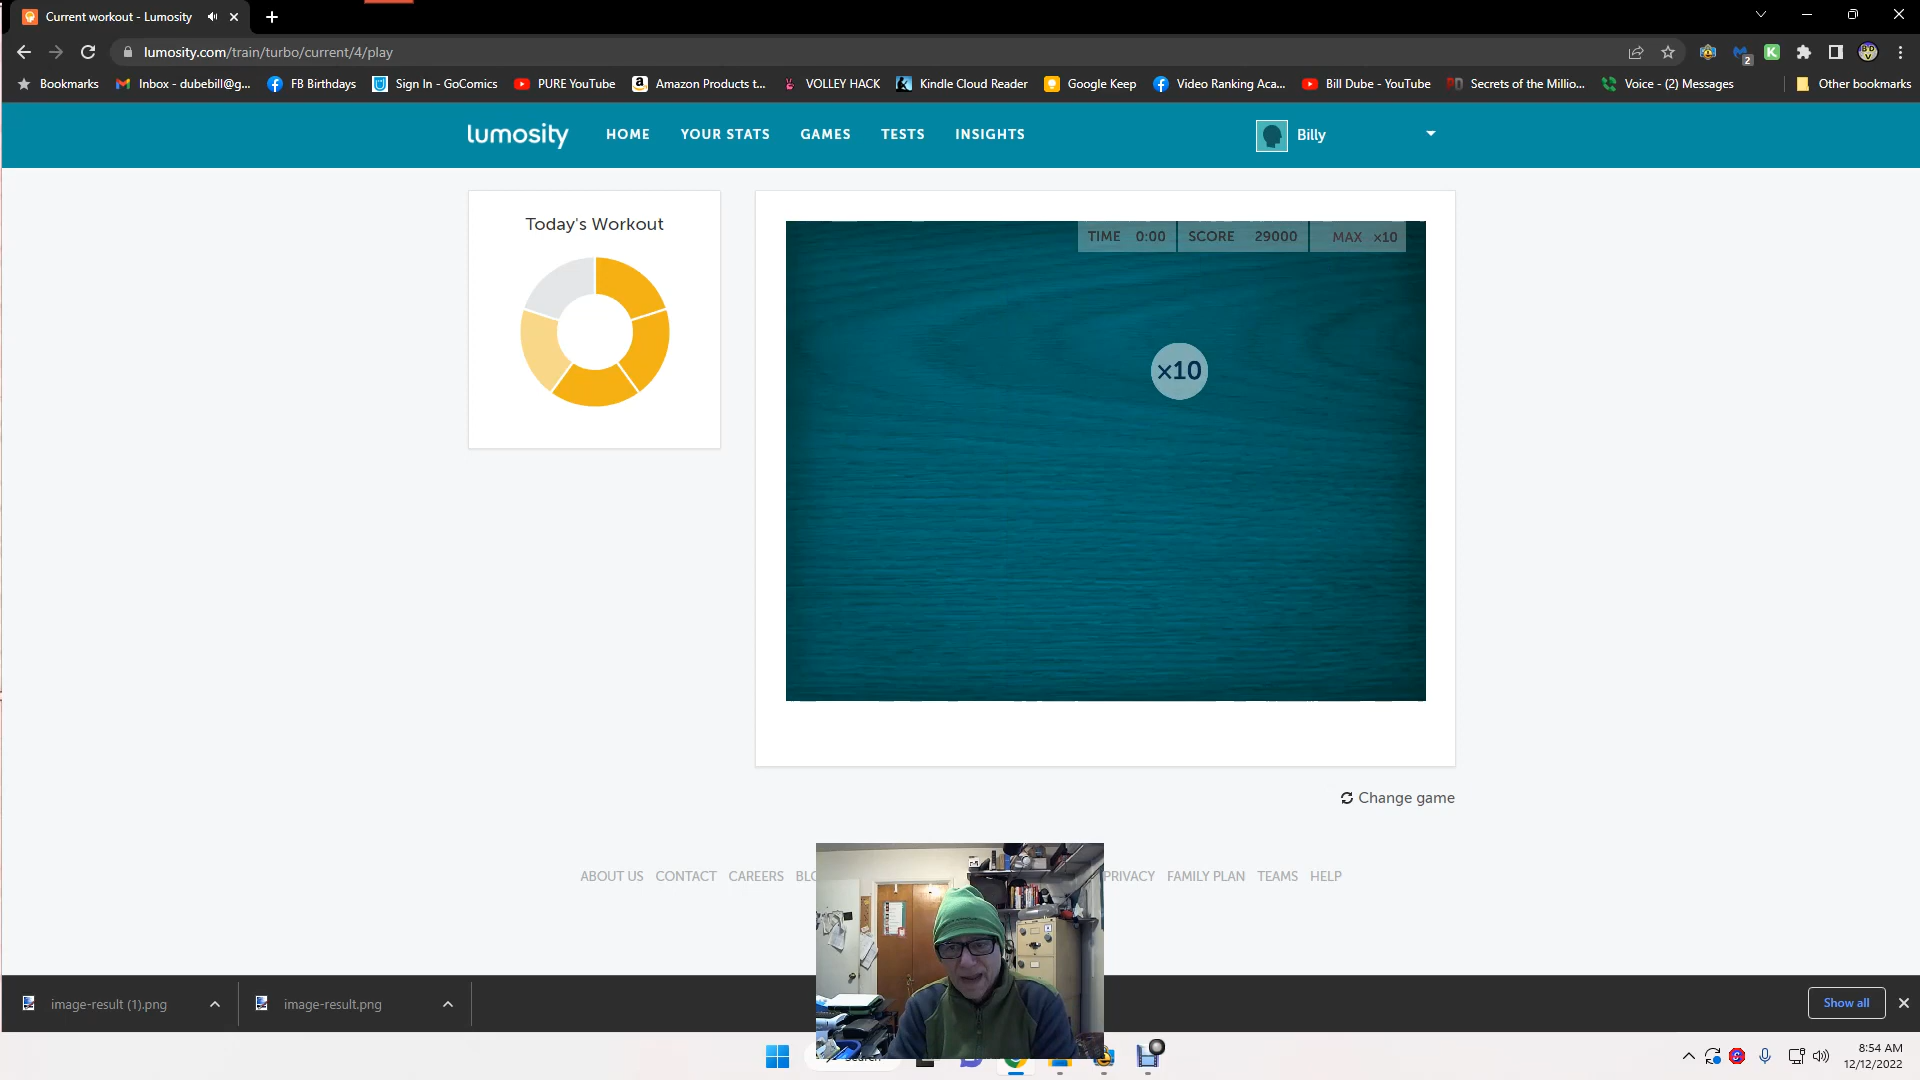 Current workout - Lumosity
lumosity.com/train/turbo/current/4/play
Bookmarks
Inbox - dubebill@g...
FB Birthdays
Sign In - GoComics
PURE YouTube
Amazon Products t...
VOLLEY HACK
Kindle Cloud Reader
Google Keep
Video Ranking Aca...
Bill Dube - YouTube
Secrets of the Millio...
Voice - (2) Messages
Other bookmarks
2
lumosity
HOME
YOUR STATS
GAMES
TESTS
INSIGHTS
Billy
Today's Workout
TIME 0:00
SCORE 29000
MAX ×10
×10
Change game
ABOUT US
CONTACT
CAREERS
PRIVACY
FAMILY PLAN
TEAMS
HELP
image-result (1).png
image-result.png
Show all
8:54 AM
12/12/2022